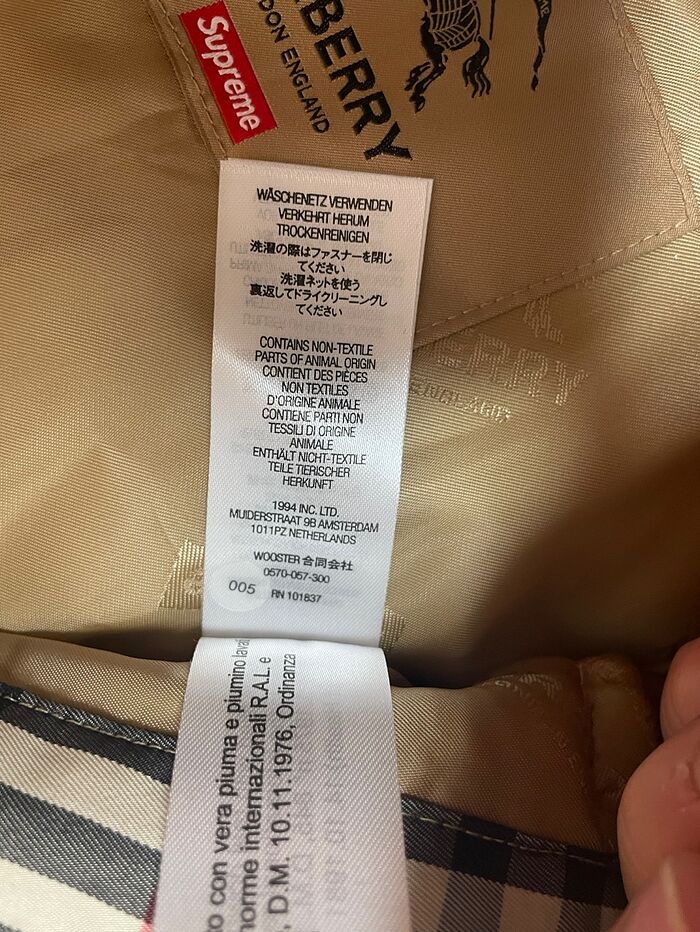 Supreme
BERRY
DON ENGLAND
WÄSCHENETZ VERWENDEN
VERKEHRT HERUM
TROCKENREINIGEN
洗濯の際はファスナーを閉じ
てください
洗濯ネットを使う
裏返してドライクリーニングし
てください
CONTAINS NON-TEXTILE
PARTS OF ANIMAL ORIGIN
CONTIENT DES PIÈCES
NON TEXTILES
D'ORIGINE ANIMALE
CONTIENE PARTI NON
TESSILI DI ORIGINE
ANIMALE
ENTHÄLT NICHT-TEXTILE
TEILE TIERISCHER
HERKUNFT
1994 INC. LTD.
MUIDERSTRAAT 9B AMSTERDAM
1011PZ NETHERLANDS
WOOSTER 合同会社
0570-057-300
005 RN 101837
to con vera piuma e piumino lavat
norme internazionali R.A.L. e
, D.M. 10.11.1976, Ordinanza